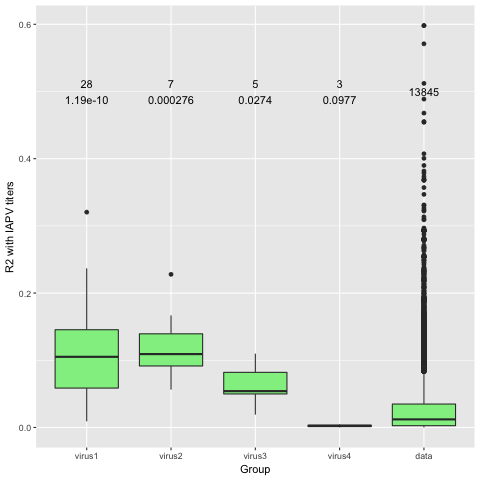 0.6
28 7 5 3 13845
1.19e-10 0.000276 0.0274 0.0977
0.4
R2 with IAPV titers
0.2
0.0
virus1 virus2 virus3 virus4 data
Group